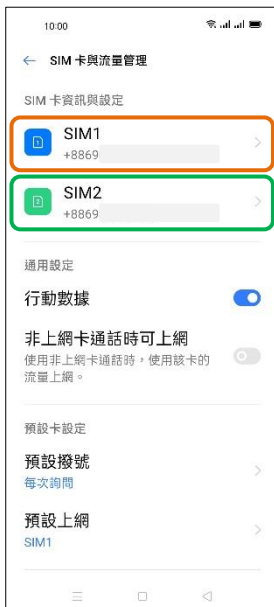 10:00
SIM 卡與流量管理
SIM 卡資訊與設定
SIM1
+8869
SIM2
+8869
通用設定
行動數據
非上網卡通話時可上網
使用非上網卡通話時，使用該卡的
流量上網。
預設卡設定
預設撥號
每次詢問
預設上網
SIM1